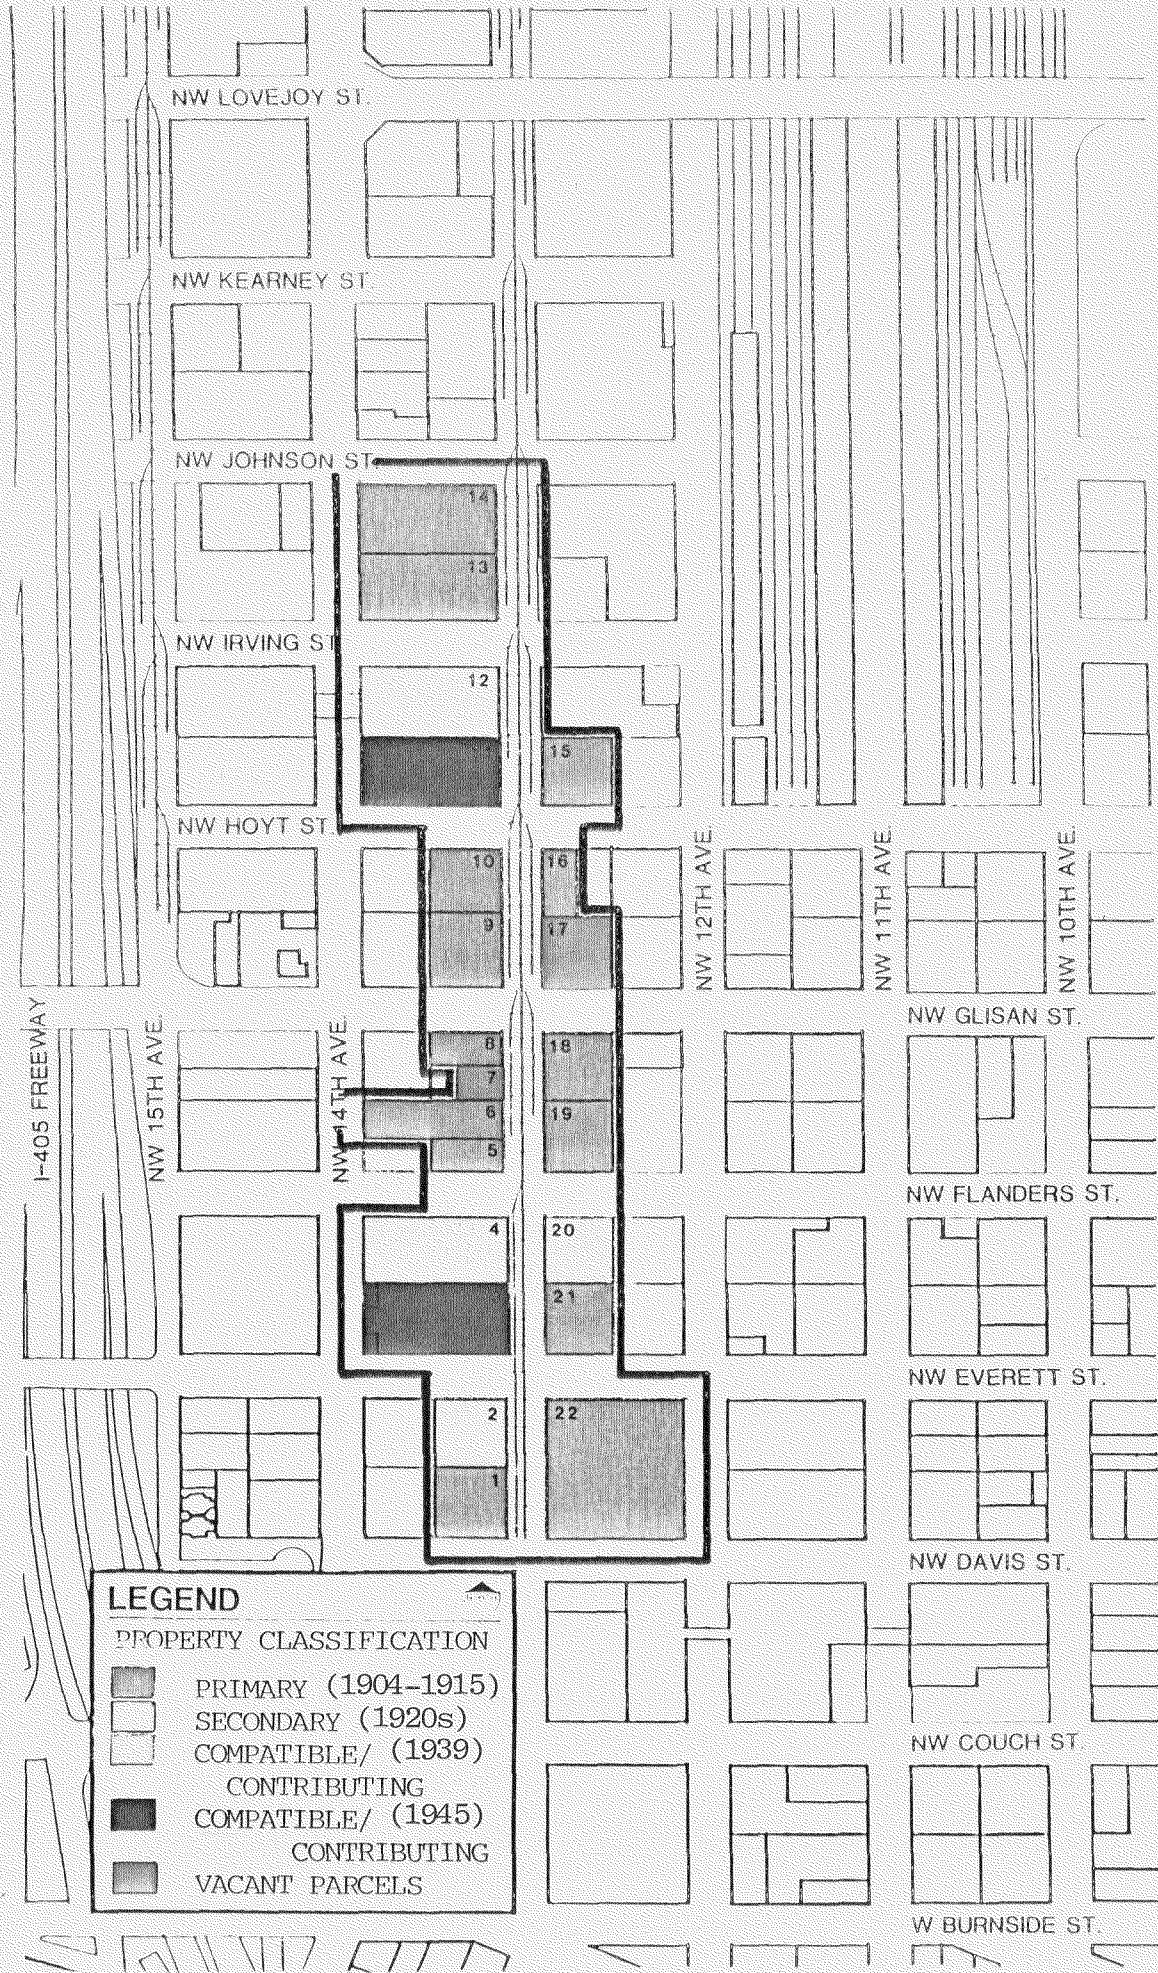 NW LOVEJOY ST.
NW KEARNEY ST
NW JOHNSON ST
14
13
NW IRVING ST
12
15
NW HOYT ST.
10
16
9
17
NW 12TH AVE.
NW 11TH AVE.
NW 10TH AVE.
NW GLISAN ST.
I-405 FREEWAY
NW 15TH AVE.
NW 14TH AVE.
8
18
7
6
19
5
NW FLANDERS ST.
4
20
21
NW EVERETT ST.
2
22
1
NW DAVIS ST.
LEGEND
PROPERTY CLASSIFICATION
PRIMARY (1904-1915)
SECONDARY (1920s)
COMPATIBLE/ (1939)
CONTRIBUTING
COMPATIBLE/ (1945)
CONTRIBUTING
VACANT PARCELS
NW COUCH ST.
W BURNSIDE ST.